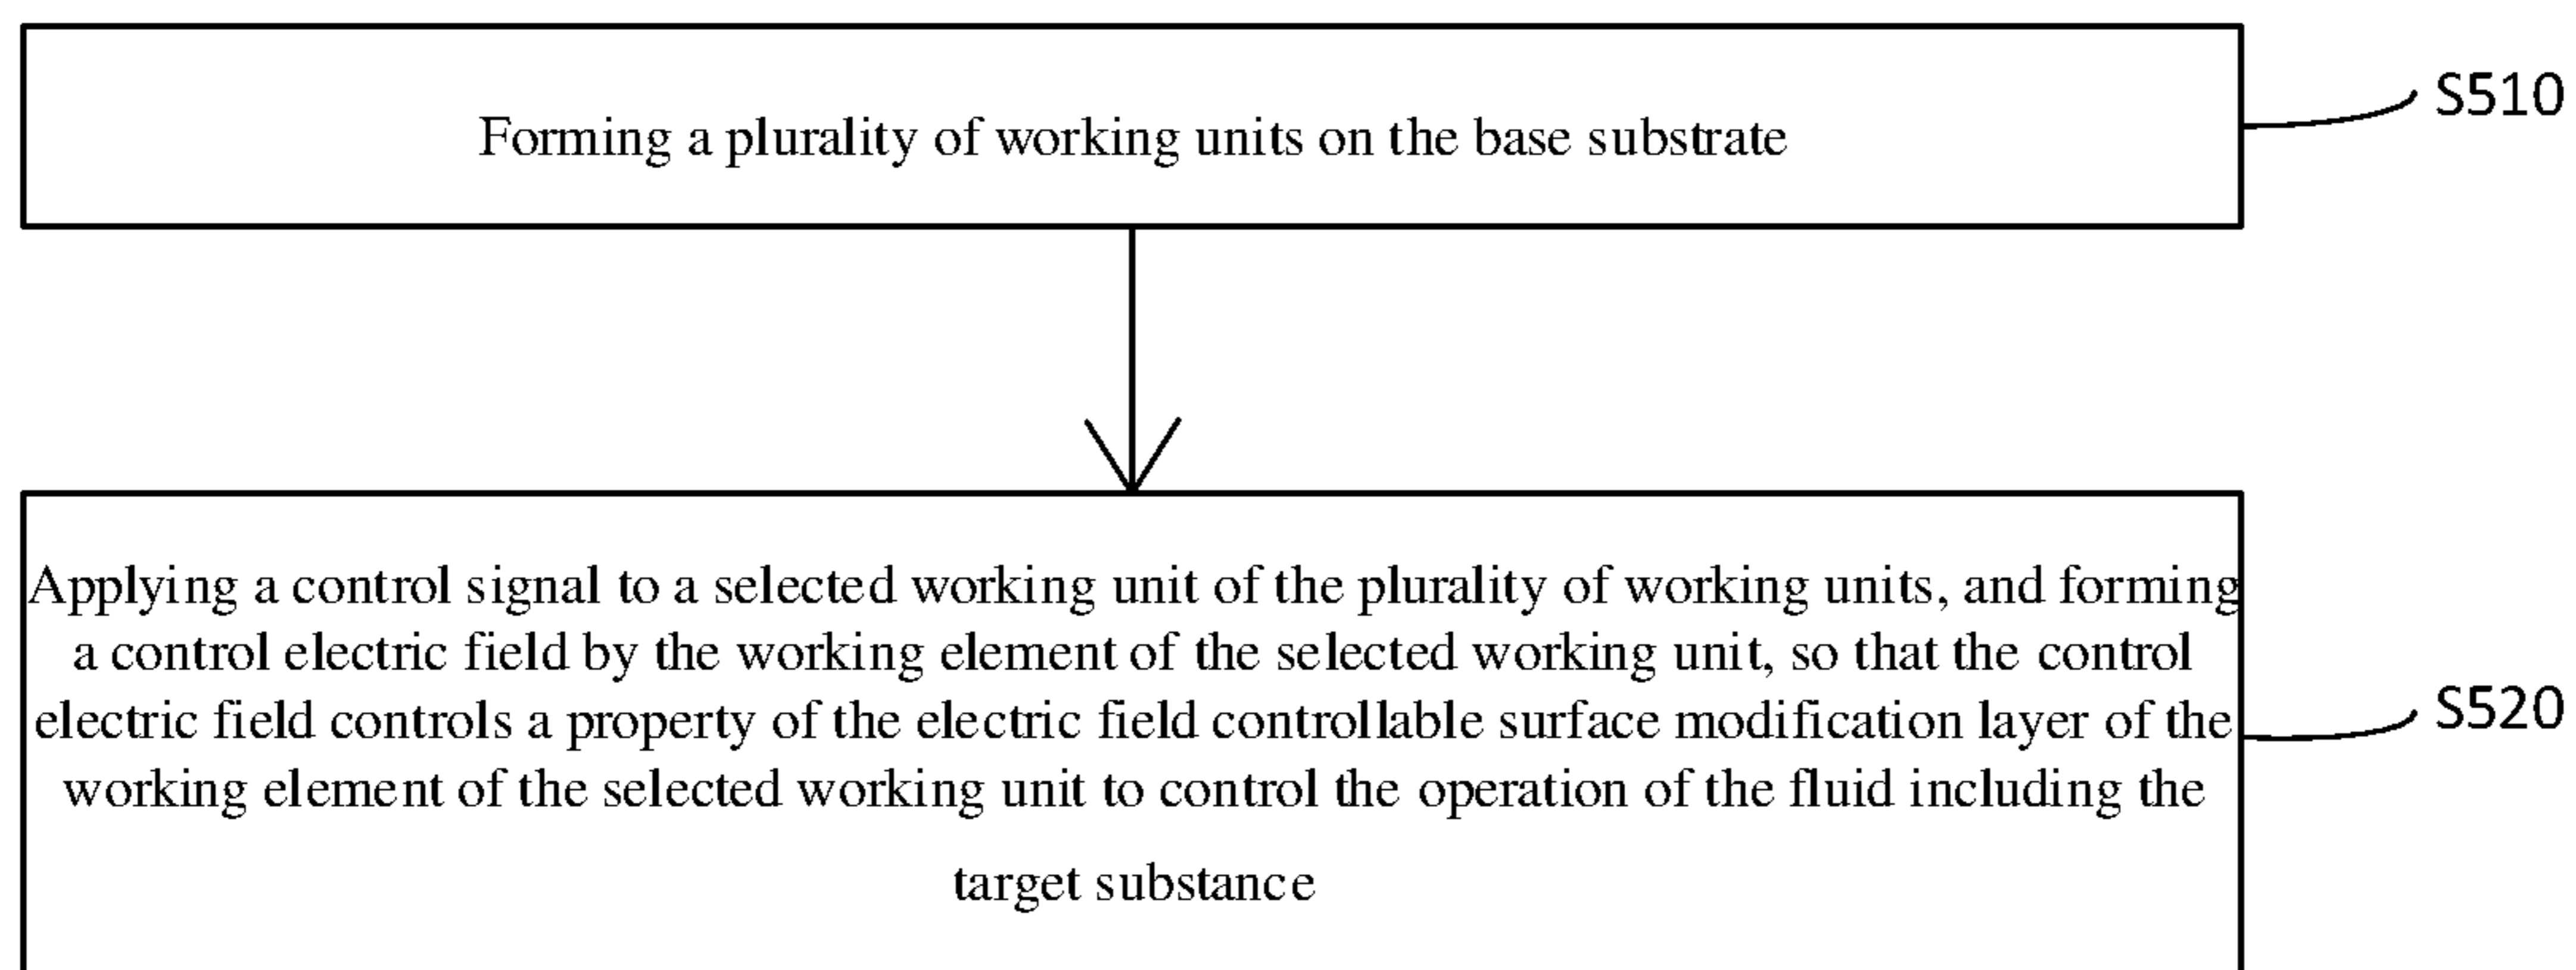 S510
Forming a plurality of working units on the base substrate
Applying a control signal to a selected working unit of the plurality of working units, and forming
a control electric field by the working element of the selected working unit, so that the control
electric field controls a property of the electric field controllable surface modification layer of the
S520
working element of the selected working unit to control the operation of the fluid including the
target substance